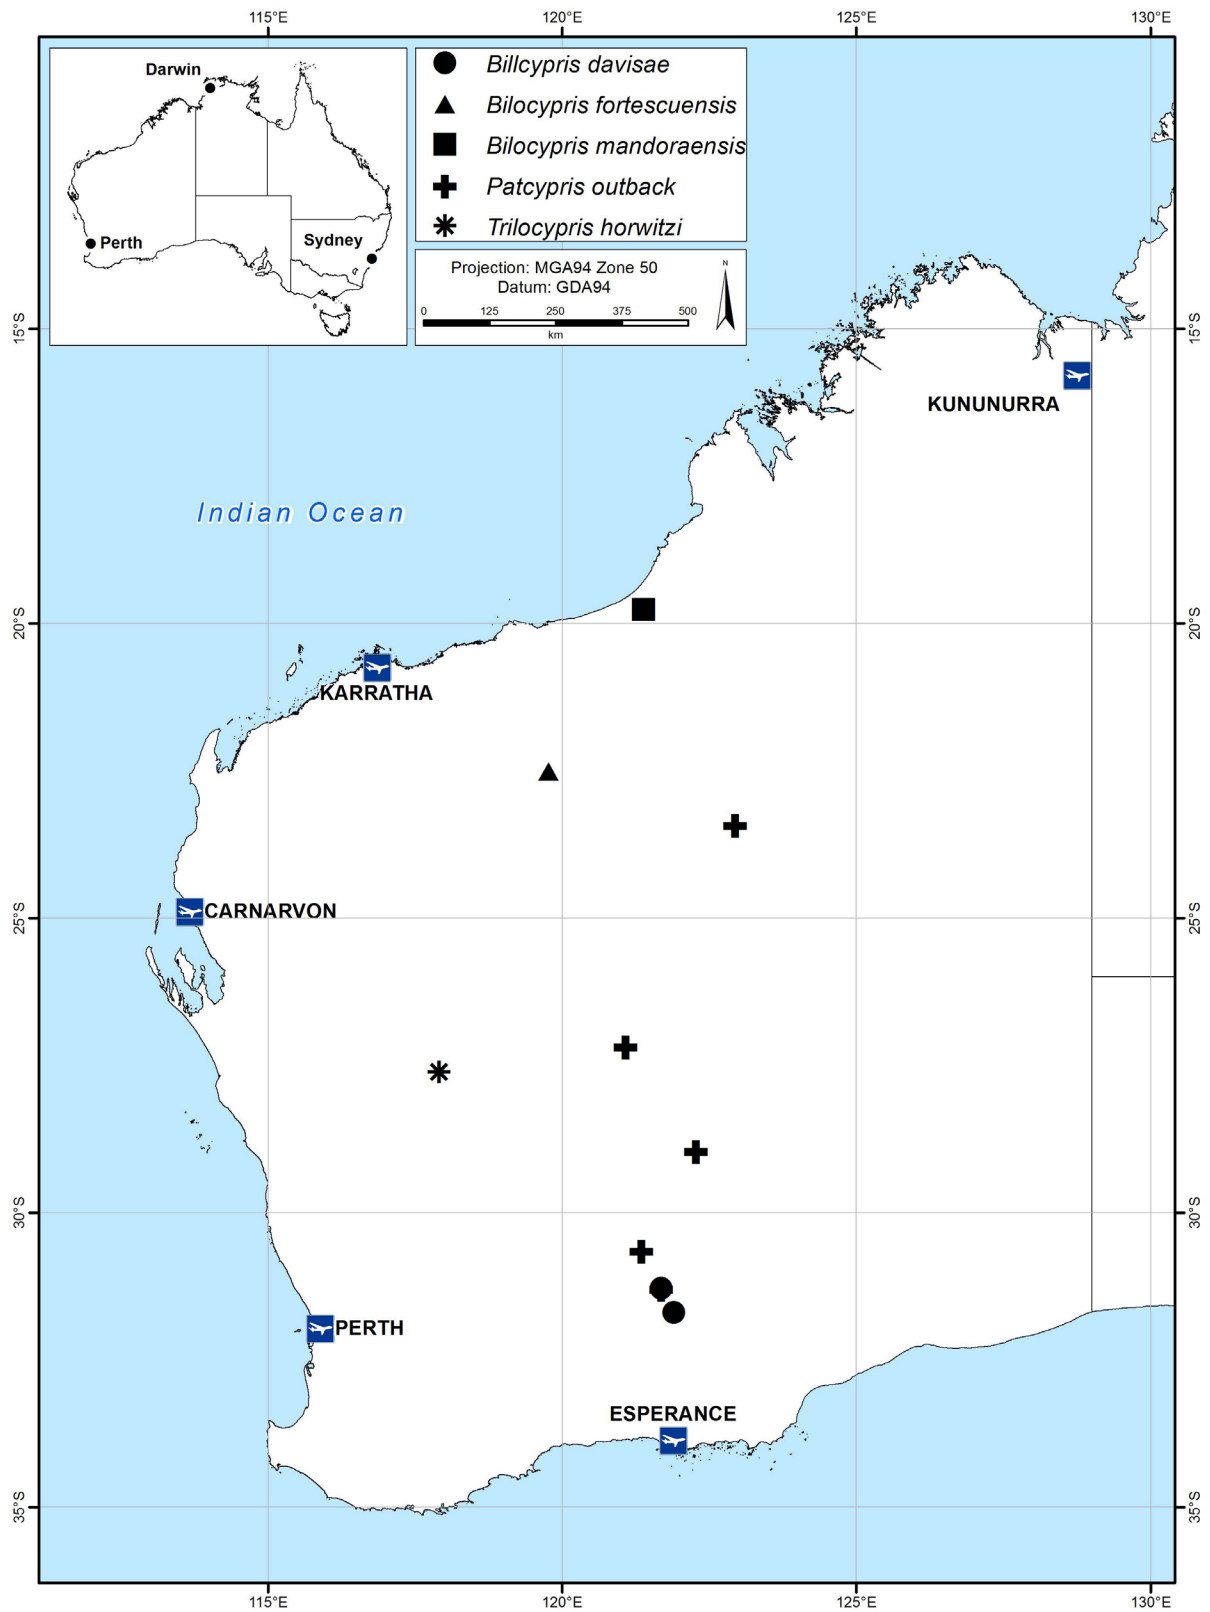 115°E
120°E
125°E
130°E
Darwin
Perth
Sydney
Billcypris davisae
Bilocypris fortescuensis
Bilocypris mandoraensis
Patcypris outback
Trilocypris horwitzi
Projection: MGA94 Zone 50
Datum: GDA94
0 125 250 375 500
km
N
15°S
15°S
KUNUNURRA
Indian Ocean
20°S
20°S
KARRATHA
CARNARVON
25°S
25°S
30°S
30°S
PERTH
ESPERANCE
35°S
35°S
115°E
120°E
125°E
130°E